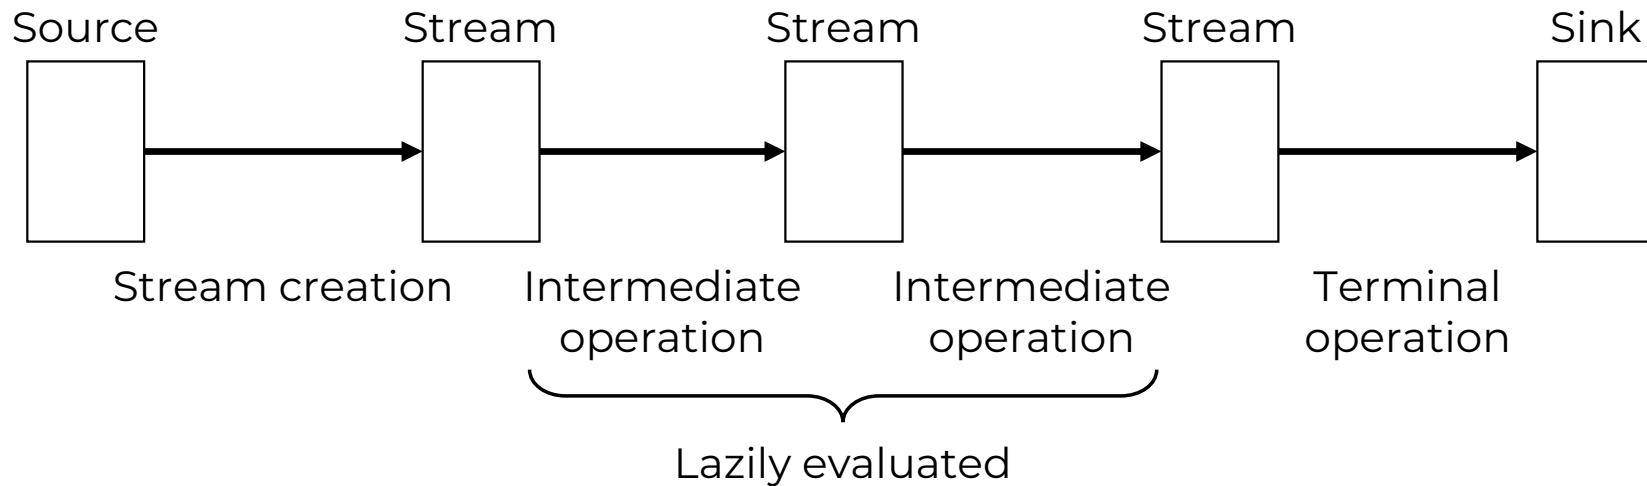 Source
Stream
Stream
Stream
Sink
Stream creation
Intermediate
operation
Intermediate
operation
Terminal
operation
Lazily evaluated